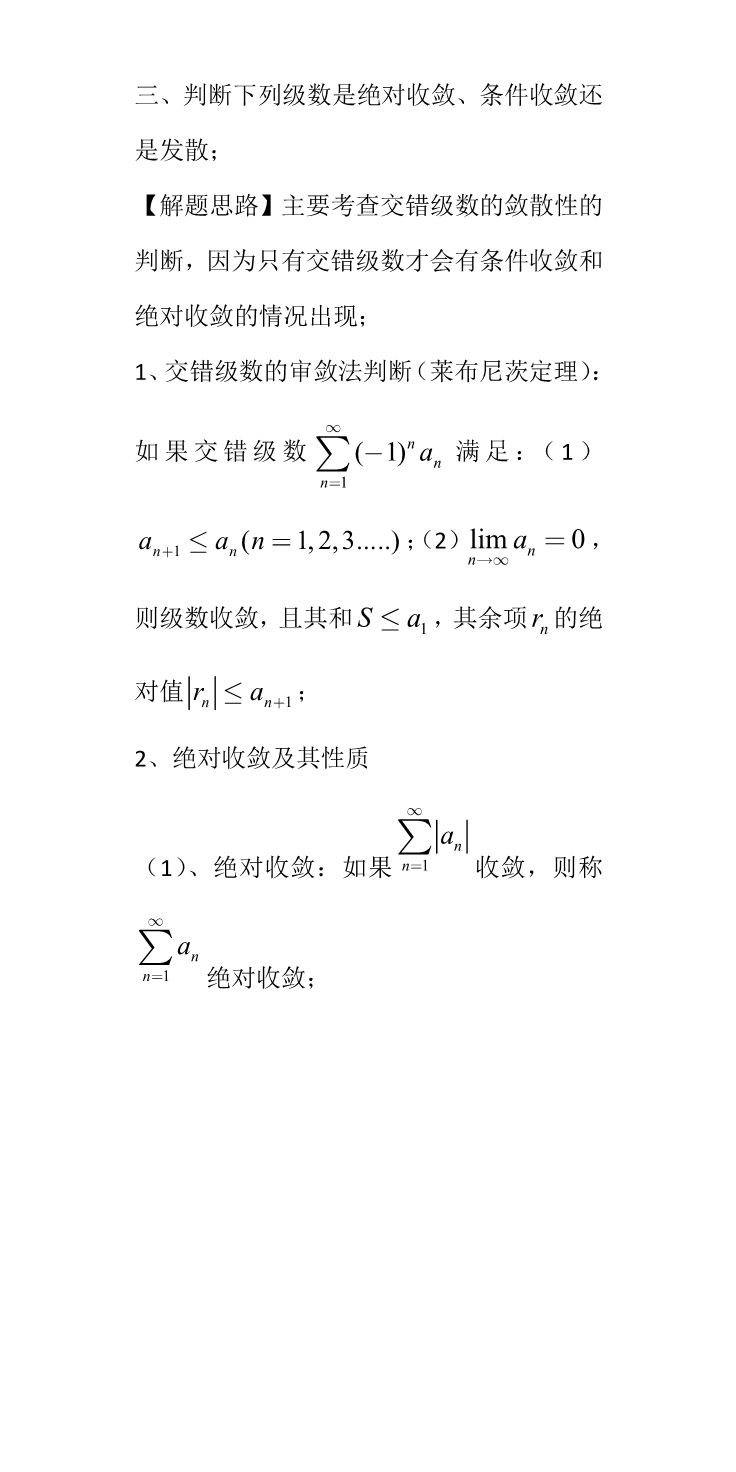 三、判断下列级数是绝对收敛、条件收敛还
是发散；
【解题思路】主要考查交错级数的敛散性的
判断，因为只有交错级数才会有条件收敛和
绝对收敛的情况出现；
1、交错级数的审敛法判断（莱布尼茨定理）：
如果交错级数 $\sum_{n=1}^{\infty}(-1)^n a_n$ 满足：（1）
$a_{n+1} \leq a_n (n=1,2,3.....)$；（2）$\lim_{n \to \infty} a_n = 0$，
则级数收敛，且其和 $S \leq a_1$，其余项 $r_n$ 的绝
对值 $|r_n| \leq a_{n+1}$；
2、绝对收敛及其性质
（1）、绝对收敛：如果 $\sum_{n=1}^{\infty}|a_n|$ 收敛，则称
$\sum_{n=1}^{\infty} a_n$ 绝对收敛；